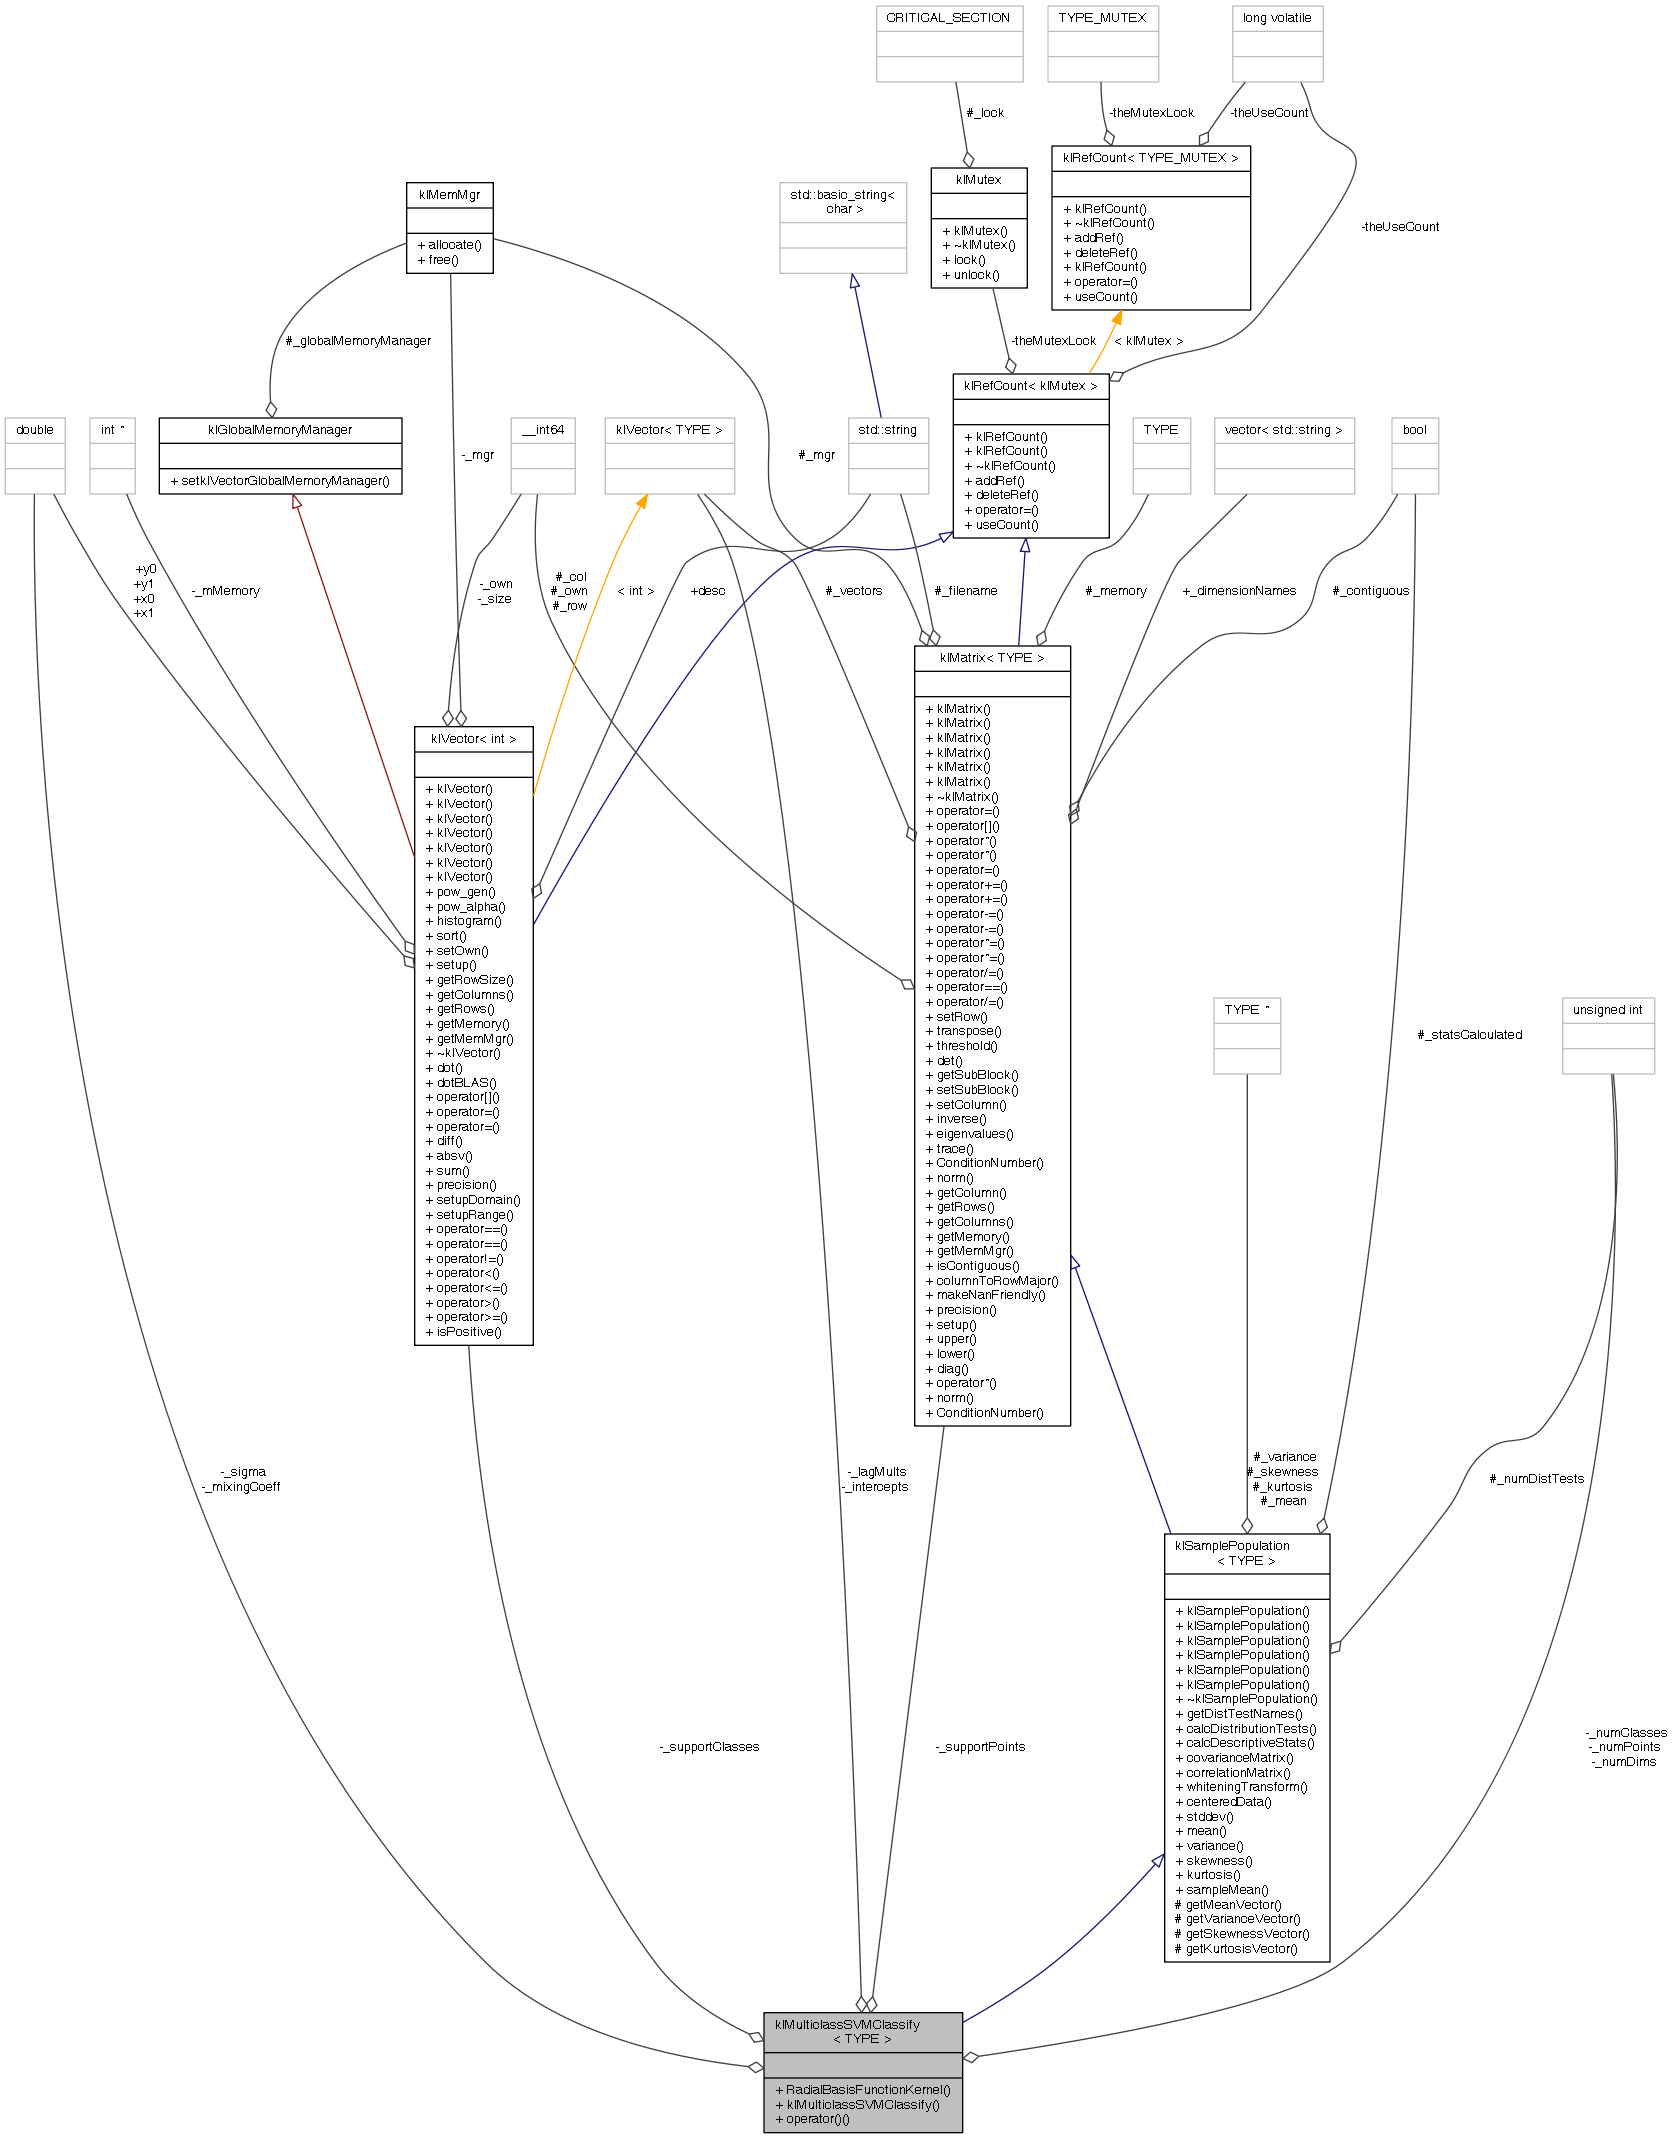 CRITICAL_SECTION
TYPE_MUTEX
long volatile
#_lock
-theMutexLock
-theUseCount
klRefCount< TYPE_MUTEX >
+ klRefCount()
+ ~klRefCount()
+ addRef()
+ deleteRef()
+ klRefCount()
+ operator=()
+ useCount()
klMutex
+ klMutex()
+ ~klMutex()
+ lock()
+ unlock()
std::basic_string<
char >
klMemMgr
+ allocate()
+ free()
-theUseCount
#_globalMemoryManager
-theMutexLock
< klMutex >
klRefCount< klMutex >
+ klRefCount()
+ klRefCount()
+ ~klRefCount()
+ addRef()
+ deleteRef()
+ operator=()
+ useCount()
double
int *
klGlobalMemoryManager
+ setklVectorGlobalMemoryManager()
-_mgr
__int64
klVector< TYPE >
#_mgr
std::string
TYPE
vector< std::string >
bool
+y0
+y1
+x0
+x1
-_mMemory
-_own
-_size
#_col
#_own
#_row
< int >
+desc
#_vectors
#_filename
#_memory
+_dimensionNames
#_contiguous
klMatrix< TYPE >
+ klMatrix()
+ klMatrix()
+ klMatrix()
+ klMatrix()
+ klMatrix()
+ klMatrix()
+ ~klMatrix()
+ operator=()
+ operator[]()
+ operator*()
+ operator*()
+ operator=()
+ operator+=()
+ operator+=()
+ operator-=()
+ operator-=()
+ operator*=()
+ operator*=()
+ operator/=()
+ operator==()
+ operator/=()
+ setRow()
+ transpose()
+ threshold()
+ det()
+ getSubBlock()
+ setSubBlock()
+ setColumn()
+ inverse()
+ eigenvalues()
+ trace()
+ ConditionNumber()
+ norm()
+ getColumn()
+ getRows()
+ getColumns()
+ getMemory()
+ getMemMgr()
+ isContiguous()
+ columnToRowMajor()
+ makeNanFriendly()
+ precision()
+ setup()
+ upper()
+ lower()
+ diag()
+ operator*()
+ norm()
+ ConditionNumber()
klVector< int >
+ klVector()
+ klVector()
+ klVector()
+ klVector()
+ klVector()
+ klVector()
+ klVector()
+ pow_gen()
+ pow_alpha()
+ histogram()
+ sort()
+ setOwn()
+ setup()
+ getRowSize()
+ getColumns()
+ getRows()
+ getMemory()
+ getMemMgr()
+ ~klVector()
+ dot()
+ dotBLAS()
+ operator[]()
+ operator=()
+ operator=()
+ diff()
+ absv()
+ sum()
+ precision()
+ setupDomain()
+ setupRange()
+ operator==()
+ operator==()
+ operator!=()
+ operator<()
+ operator<=()
+ operator>()
+ operator>=()
+ isPositive()
TYPE *
unsigned int
#_statsCalculated
-_sigma
-_mixingCoeff
-_lagMults
-_intercepts
#_variance
#_skewness
#_kurtosis
#_mean
#_numDistTests
klSamplePopulation
< TYPE >
+ klSamplePopulation()
+ klSamplePopulation()
+ klSamplePopulation()
+ klSamplePopulation()
+ klSamplePopulation()
+ klSamplePopulation()
+ ~klSamplePopulation()
+ getDistTestNames()
+ calcDistributionTests()
+ calcDescriptiveStats()
+ covarianceMatrix()
+ correlationMatrix()
+ whiteningTransform()
+ centeredData()
+ stddev()
+ mean()
+ variance()
+ skewness()
+ kurtosis()
+ sampleMean()
# getMeanVector()
# getVarianceVector()
# getSkewnessVector()
# getKurtosisVector()
-_supportClasses
-_supportPoints
-_numClasses
-_numPoints
-_numDims
klMulticlassSVMClassify
< TYPE >
+ RadialBasisFunctionKernel()
+ klMulticlassSVMClassify()
+ operator()()